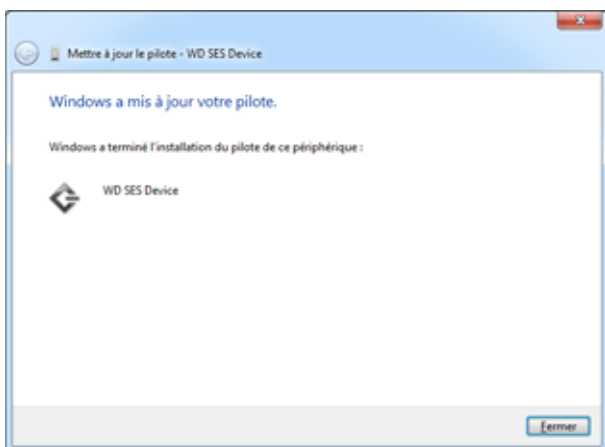 Mettre à jour le pilote - WD SES Device
Windows a mis à jour votre pilote.
Windows a terminé l'installation du pilote de ce périphérique :
WD SES Device
Fermer